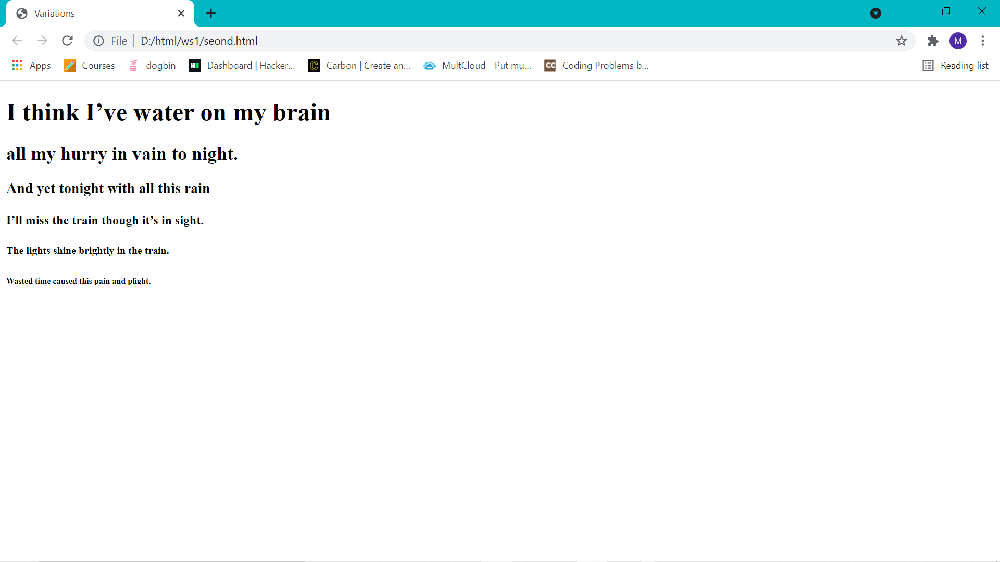 Variations
File D:/html/ws1/seond.html M
Apps Courses dogbin Dashboard | Hacker... Carbon | Create an... MultCloud - Put mu... CC Coding Problems b... Reading list
I think I’ve water on my brain
all my hurry in vain to night.
And yet tonight with all this rain
I’ll miss the train though it’s in sight.
The lights shine brightly in the train.
Wasted time caused this pain and plight.